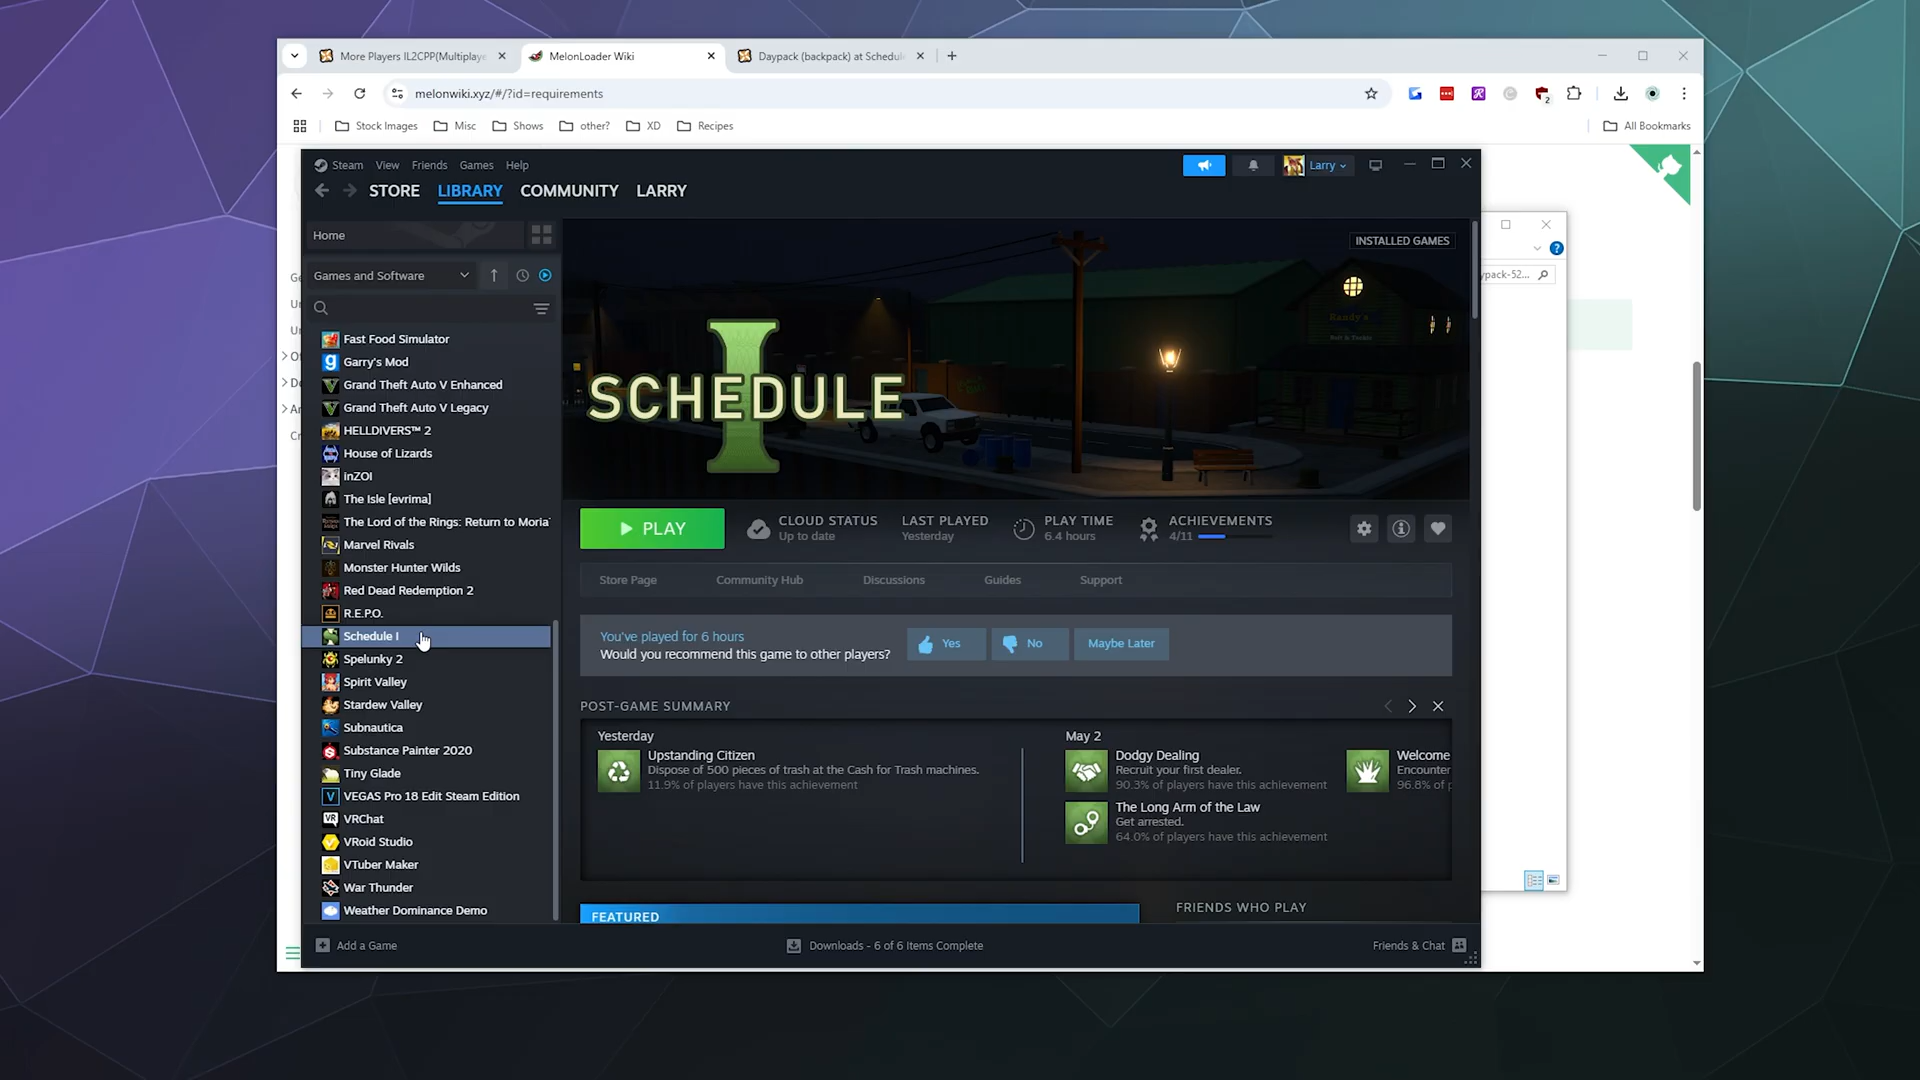 More Players IL2CPP(Multiplaye
MelonLoader Wiki
Daypack (backpack) at Schedul
melonwiki.xyz/#/?id=requirements
2
Stock Images
Misc
Shows
other?
XD
Recipes
All Bookmarks
Steam
View
Friends
Games
Help
Larry
STORE
LIBRARY
COMMUNITY
LARRY
Home
Games and Software
Fast Food Simulator
Garry's Mod
Grand Theft Auto V Enhanced
Grand Theft Auto V Legacy
HELLDIVERS™ 2
House of Lizards
inZOI
The Isle [evrima]
The Lord of the Rings: Return to Moria
Marvel Rivals
Monster Hunter Wilds
Red Dead Redemption 2
R.E.P.O.
Schedule I
Spelunky 2
Spirit Valley
Stardew Valley
Subnautica
Substance Painter 2020
Tiny Glade
VEGAS Pro 18 Edit Steam Edition
VRChat
VRoid Studio
VTuber Maker
War Thunder
Weather Dominance Demo
INSTALLED GAMES
Randy's
SCHEDULE I
PLAY
CLOUD STATUS
Up to date
LAST PLAYED
Yesterday
PLAY TIME
6.4 hours
ACHIEVEMENTS
4/11
Store Page
Community Hub
Discussions
Guides
Support
You've played for 6 hours
Would you recommend this game to other players?
Yes
No
Maybe Later
POST-GAME SUMMARY
Yesterday
Upstanding Citizen
Dispose of 500 pieces of trash at the Cash for Trash machines.
11.9% of players have this achievement
May 2
Dodgy Dealing
Recruit your first dealer.
90.3% of players have this achievement
The Long Arm of the Law
Get arrested.
64.0% of players have this achievement
Welcome
Encounter
96.8% of p
FEATURED
FRIENDS WHO PLAY
Add a Game
Downloads - 6 of 6 Items Complete
Friends & Chat
ypack-52...